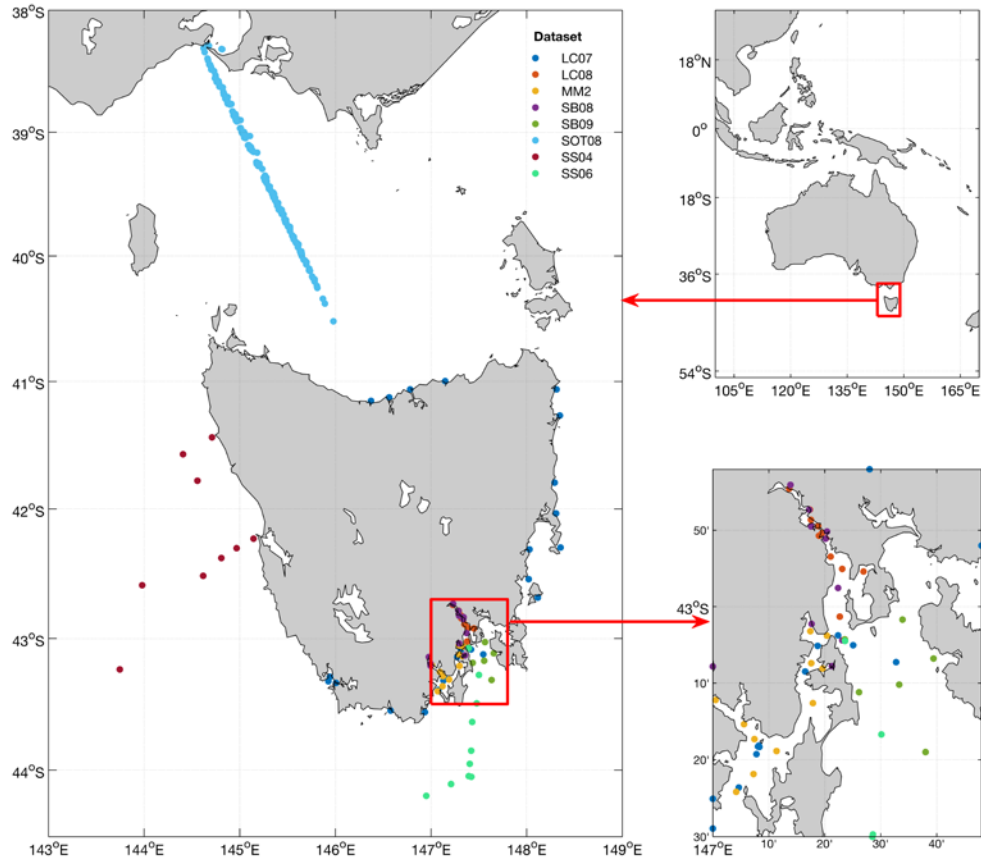 38°S
39°S
40°S
41°S
42°S
43°S
44°S
143°E
144°E
145°E
146°E
147°E
148°E
149°E
Dataset
LC07
LC08
MM2
SB08
SB09
SOT08
SS04
SS06
18°N
0°
18°S
36°S
54°S
105°E
120°E
135°E
150°E
165°E
50'
43°S
10'
20'
30'
147°E
10'
20'
30'
40'